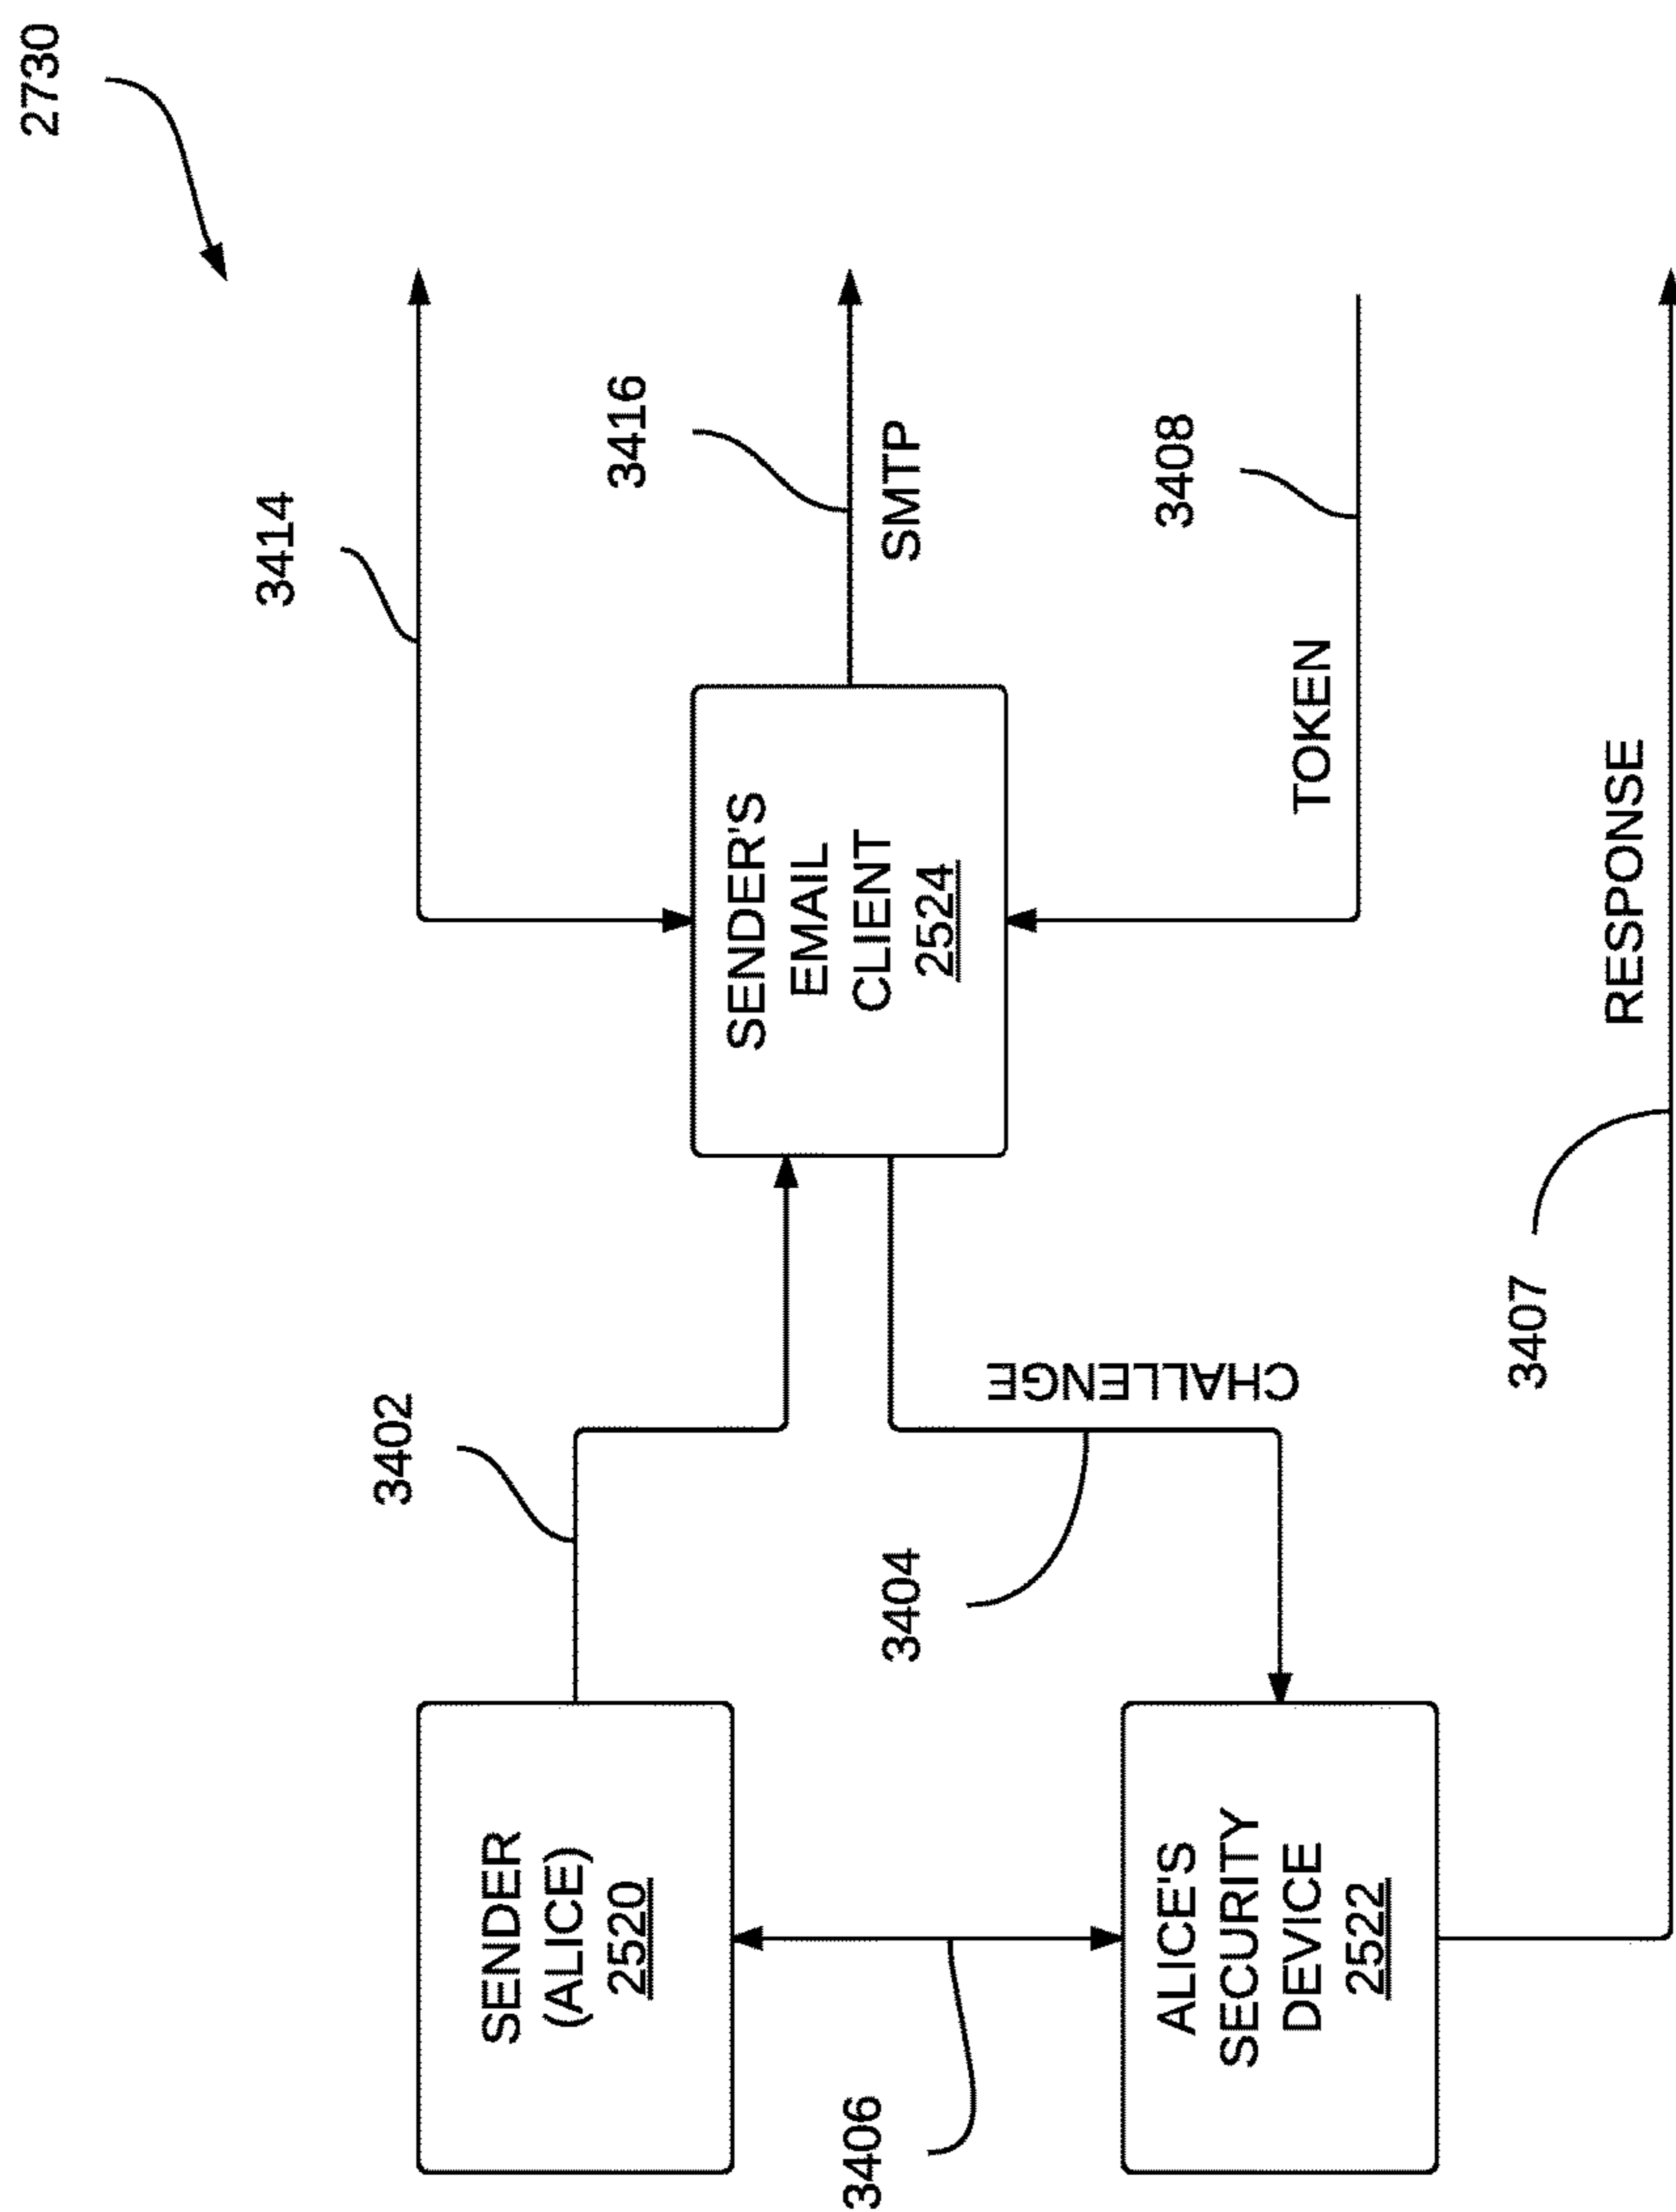 2730
3414
3416
SMTP
3402
SENDER
(ALICE)
2520
SENDER'S
EMAIL
CLIENT
2524
3408
TOKEN
3404
CHALLENGE
3406
ALICE'S
SECURITY
DEVICE
2522
3407
RESPONSE